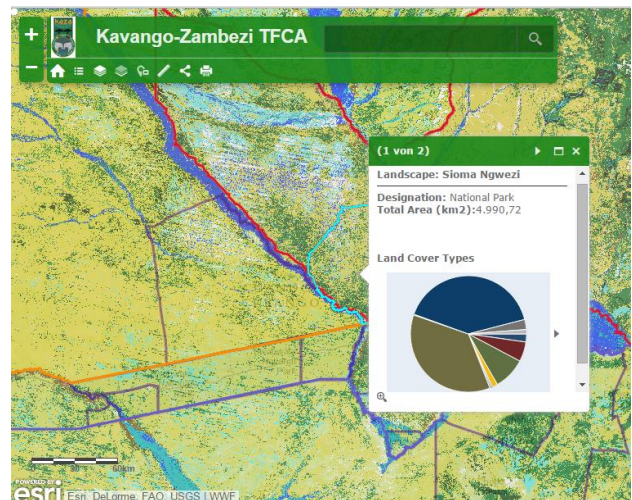 kaza
Kavango-Zambezi TFCA
(1 von 2)
Landscape: Sioma Ngwezi
Designation: National Park
Total Area (km2):4.990,72
Land Cover Types
60km
POWERED BY
esri
Esri, DeLorme, FAO, USGS | WWF